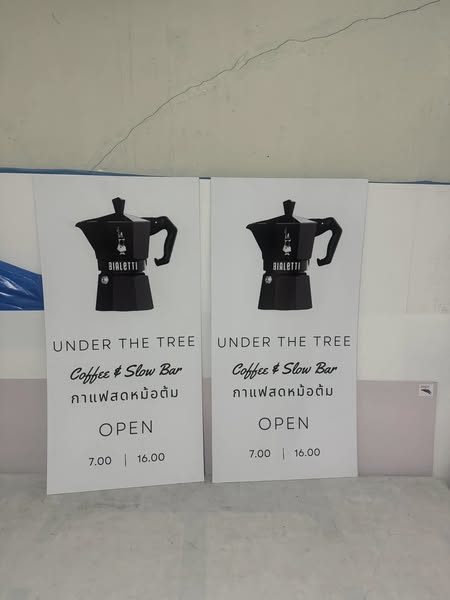 BIALETTI
UNDER THE TREE
Coffee & Slow Bar
กาแฟสดหม้อต้ม
OPEN
7.00 | 16.00
BIALETTI
UNDER THE TREE
Coffee & Slow Bar
กาแฟสดหม้อต้ม
OPEN
7.00 | 16.00